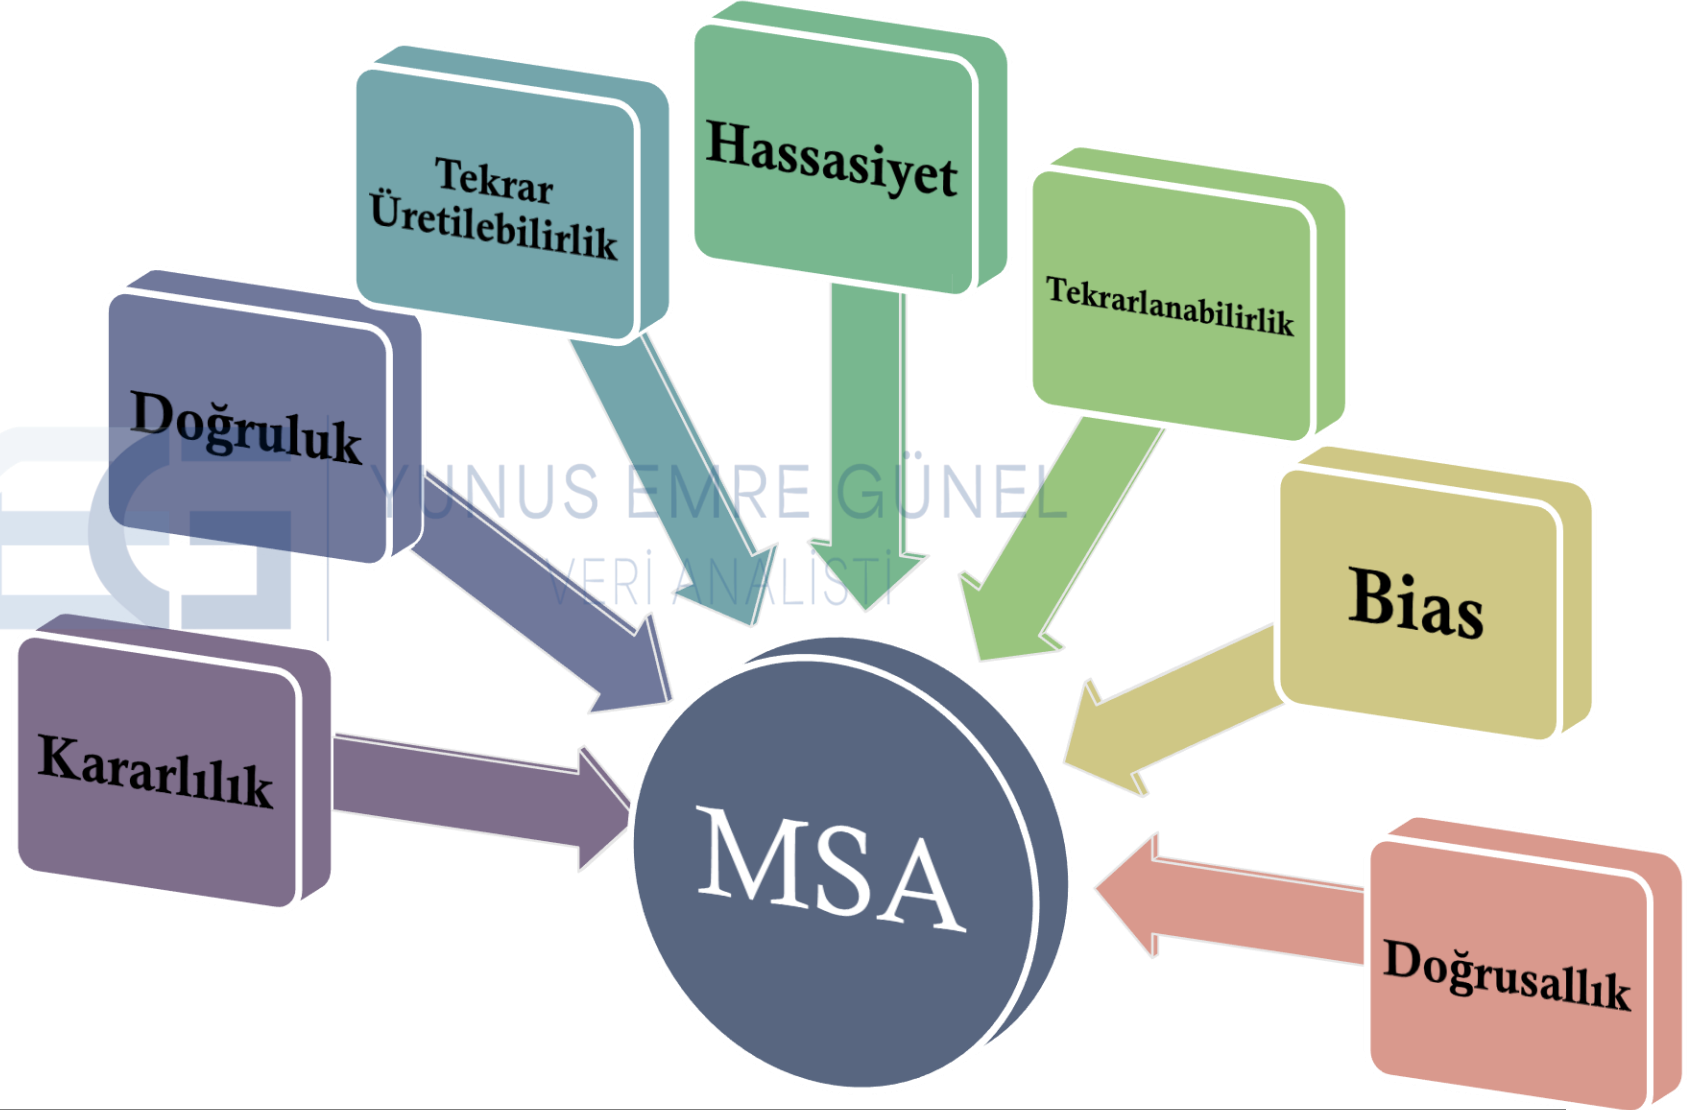 Hassasiyet
Tekrar
Üretilebilirlik
Tekrarlanabilirlik
Doğruluk
YUNUS EMRE GÜNEL
VERİ ANALİSTİ
Bias
Kararlılık
MSA
Doğrusallık